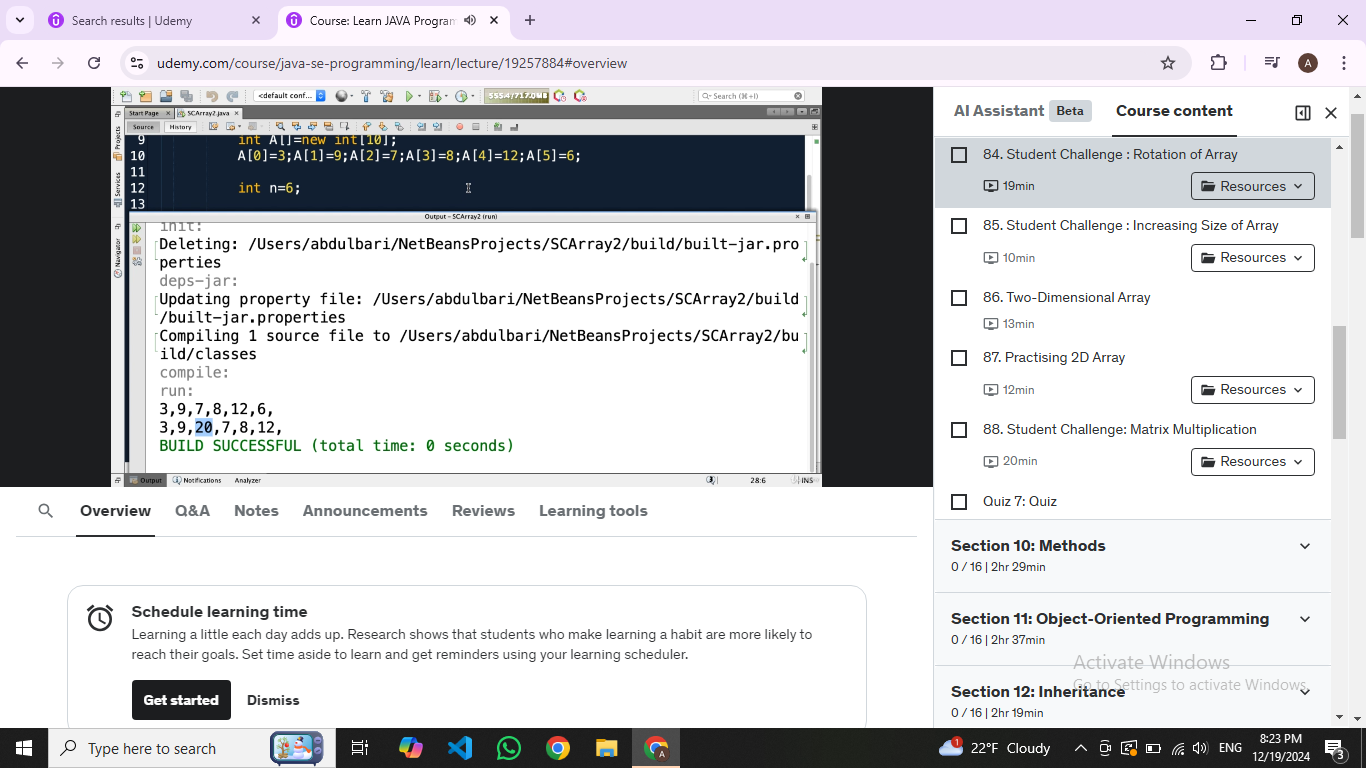 Search results | Udemy
Course: Learn JAVA Program
udemy.com/course/java-se-programming/learn/lecture/19257884#overview
A
<default conf...
555.4/717.0MB
Search (⌘+I)
Start Page
SCArray2.java
Source
History
Projects
Services
Navigator
9 int A[]=new int[10];
10 A[0]=3;A[1]=9;A[2]=7;A[3]=8;A[4]=12;A[5]=6;
11
12 int n=6;
13
Output - SCArray2 (run)
init:
Deleting: /Users/abdulbari/NetBeansProjects/SCArray2/build/built-jar.pro
perties
deps-jar:
Updating property file: /Users/abdulbari/NetBeansProjects/SCArray2/build
/built-jar.properties
Compiling 1 source file to /Users/abdulbari/NetBeansProjects/SCArray2/bu
ild/classes
compile:
run:
3,9,7,8,12,6,
3,9,20,7,8,12,
BUILD SUCCESSFUL (total time: 0 seconds)
Output
Notifications
Analyzer
28:6
INS
Overview
Q&A
Notes
Announcements
Reviews
Learning tools
Schedule learning time
Learning a little each day adds up. Research shows that students who make learning a habit are more likely to
reach their goals. Set time aside to learn and get reminders using your learning scheduler.
Get started
Dismiss
AI Assistant
Beta
Course content
84. Student Challenge : Rotation of Array
19min
Resources
85. Student Challenge : Increasing Size of Array
10min
Resources
86. Two-Dimensional Array
13min
87. Practising 2D Array
12min
Resources
88. Student Challenge: Matrix Multiplication
20min
Resources
Quiz 7: Quiz
Section 10: Methods
0 / 16 | 2hr 29min
Section 11: Object-Oriented Programming
0 / 16 | 2hr 37min
Section 12: Inheritance
0 / 16 | 2hr 19min
Activate Windows
Go to Settings to activate Windows.
Type here to search
1
22°F Cloudy
ENG
8:23 PM
12/19/2024
3